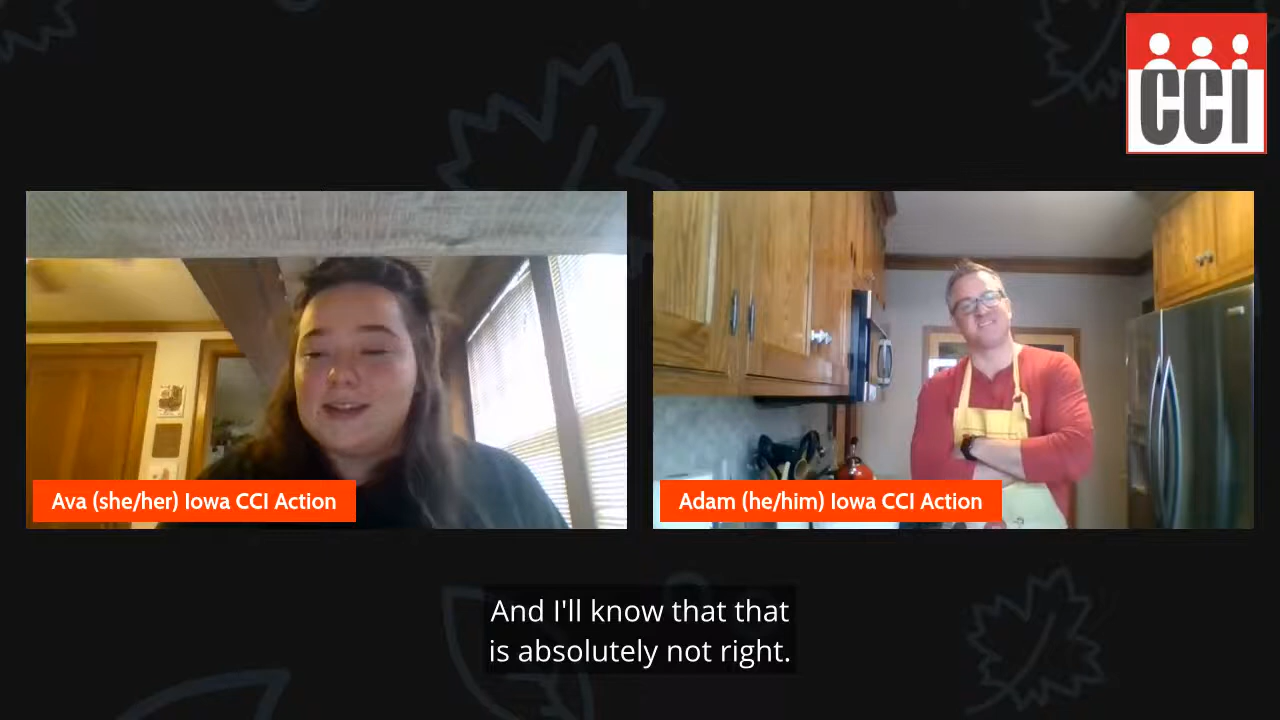 CCI
Ava (she/her) Iowa CCI Action
Adam (he/him) Iowa CCI Action
And I'll know that that
is absolutely not right.